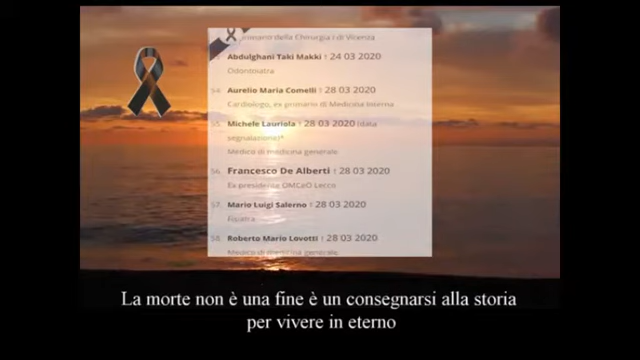 primario della Chirurgia I di Vicenza
Abdulghani Taki Makki † 24 03 2020
Odontoiatra
54. Aurelio Maria Comelli † 28 03 2020
Cardiologo, ex primario di Medicina Interna
55. Michele Lauriola † 28 03 2020 (data
segnalazione)*
Medico di medicina generale
56. Francesco De Alberti † 28 03 2020
Ex presidente OMCeO Lecco
57. Mario Luigi Salerno † 28 03 2020
Fisiatra
58. Roberto Mario Lovotti † 28 03 2020
Medico di medicina generale
La morte non è una fine è un consegnarsi alla storia
per vivere in eterno